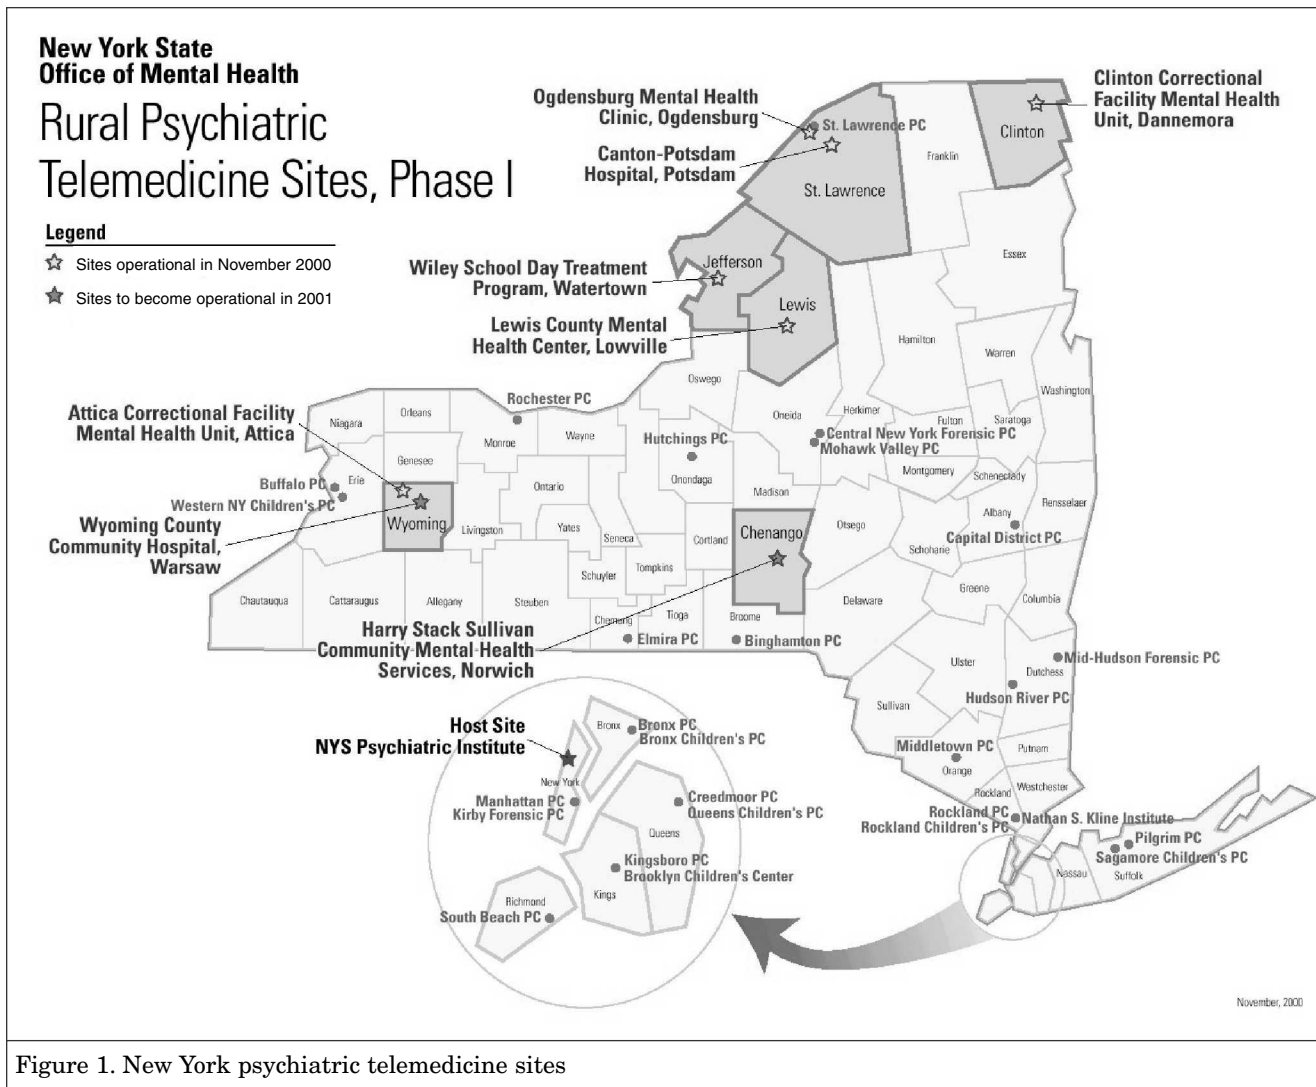 New York State
Office of Mental Health
Rural Psychiatric
Telemedicine Sites, Phase I
Legend
Sites operational in November 2000
Sites to become operational in 2001
Ogdensburg Mental Health
Clinic, Ogdensburg
Canton-Potsdam
Hospital, Potsdam
Wiley School Day Treatment
Program, Watertown
Lewis County Mental
Health Center, Lowville
Clinton Correctional
Facility Mental Health
Unit, Dannemora
St. Lawrence PC
St. Lawrence
Franklin
Clinton
Jefferson
Lewis
Essex
Hamilton
Warren
Washington
Oswego
Oneida
Herkimer
Fulton
Saratoga
Attica Correctional Facility
Mental Health Unit, Attica
Wyoming County
Community Hospital,
Warsaw
Niagara
Orleans
Rochester PC
Monroe
Wayne
Hutchings PC
Central New York Forensic PC
Mohawk Valley PC
Genesee
Buffalo PC
Erie
Western NY Children's PC
Wyoming
Livingston
Ontario
Yates
Seneca
Onondaga
Madison
Montgomery
Schenectady
Rensselaer
Albany
Capital District PC
Cortland
Chenango
Otsego
Schoharie
Greene
Columbia
Schuyler
Tompkins
Chautauqua
Cattaraugus
Allegany
Steuben
Chemung
Tioga
Broome
Delaware
Elmira PC
Binghamton PC
Harry Stack Sullivan
Community Mental Health
Services, Norwich
Ulster
Dutchess
Mid-Hudson Forensic PC
Hudson River PC
Sullivan
Middletown PC
Orange
Putnam
Rockland
Westchester
Rockland PC
Rockland Children's PC
Nathan S. Kline Institute
Pilgrim PC
Sagamore Children's PC
Nassau
Suffolk
Host Site
NYS Psychiatric Institute
Bronx
Bronx PC
Bronx Children's PC
New York
Manhattan PC
Kirby Forensic PC
Creedmoor PC
Queens Children's PC
Queens
Kingsboro PC
Brooklyn Children's Center
Kings
Richmond
South Beach PC
November, 2000
Figure 1. New York psychiatric telemedicine sites